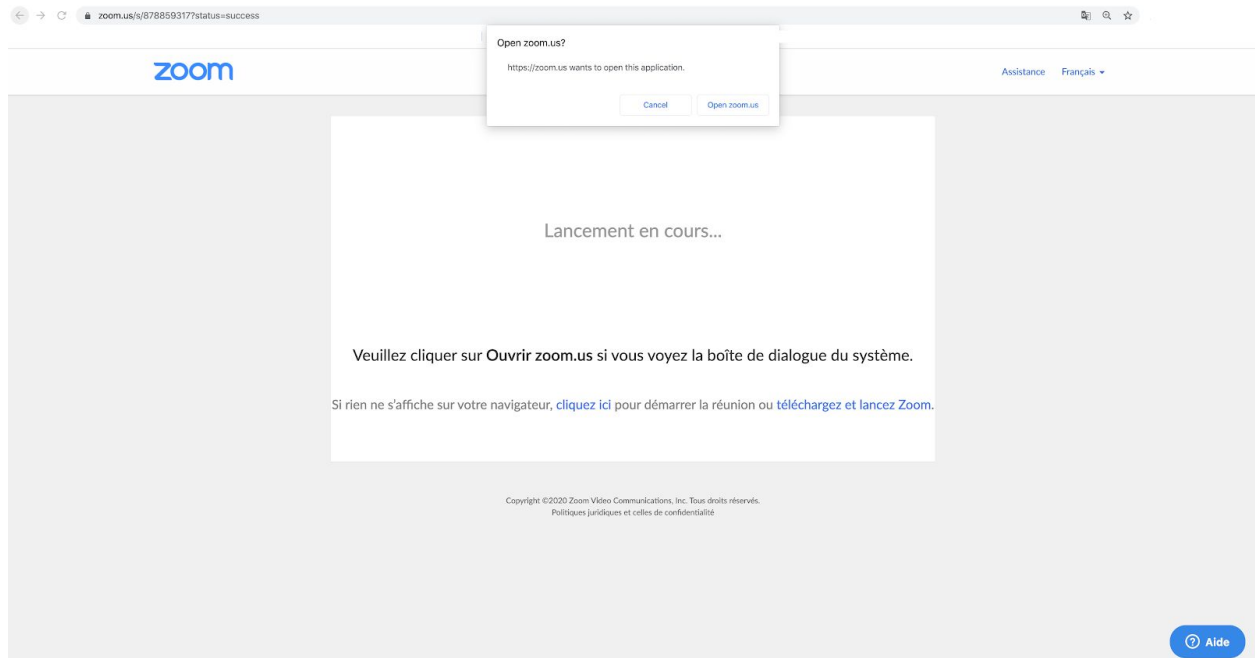 zoom.us/s/878859317?status=success
Open zoom.us?
https://zoom.us wants to open this application.
Cancel Open zoom.us
zoom Assistance Français
Lancement en cours...
Veuillez cliquer sur Ouvrir zoom.us si vous voyez la boîte de dialogue du système.
Si rien ne s’affiche sur votre navigateur, cliquez ici pour démarrer la réunion ou téléchargez et lancez Zoom.
Copyright ©2020 Zoom Video Communications, Inc. Tous droits réservés.
Politiques juridiques et celles de confidentialité
Aide